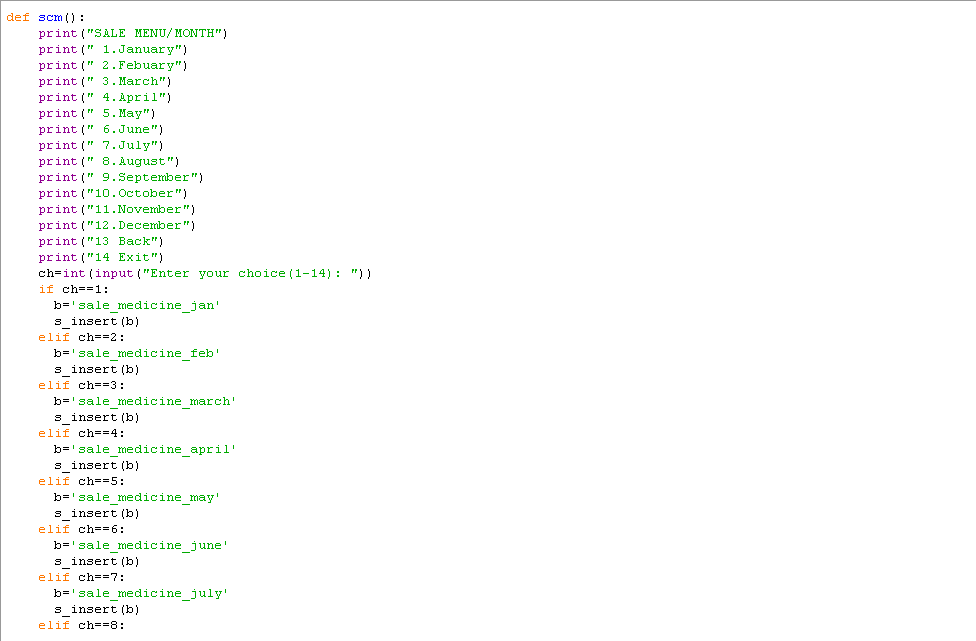 def scm():
    print("SALE MENU/MONTH")
    print(" 1.January")
    print(" 2.Febuary")
    print(" 3.March")
    print(" 4.April")
    print(" 5.May")
    print(" 6.June")
    print(" 7.July")
    print(" 8.August")
    print(" 9.September")
    print("10.October")
    print("11.November")
    print("12.December")
    print("13 Back")
    print("14 Exit")
    ch=int(input("Enter your choice(1-14): "))
    if ch==1:
      b='sale_medicine_jan'
      s_insert(b)
    elif ch==2:
      b='sale_medicine_feb'
      s_insert(b)
    elif ch==3:
      b='sale_medicine_march'
      s_insert(b)
    elif ch==4:
      b='sale_medicine_april'
      s_insert(b)
    elif ch==5:
      b='sale_medicine_may'
      s_insert(b)
    elif ch==6:
      b='sale_medicine_june'
      s_insert(b)
    elif ch==7:
      b='sale_medicine_july'
      s_insert(b)
    elif ch==8: